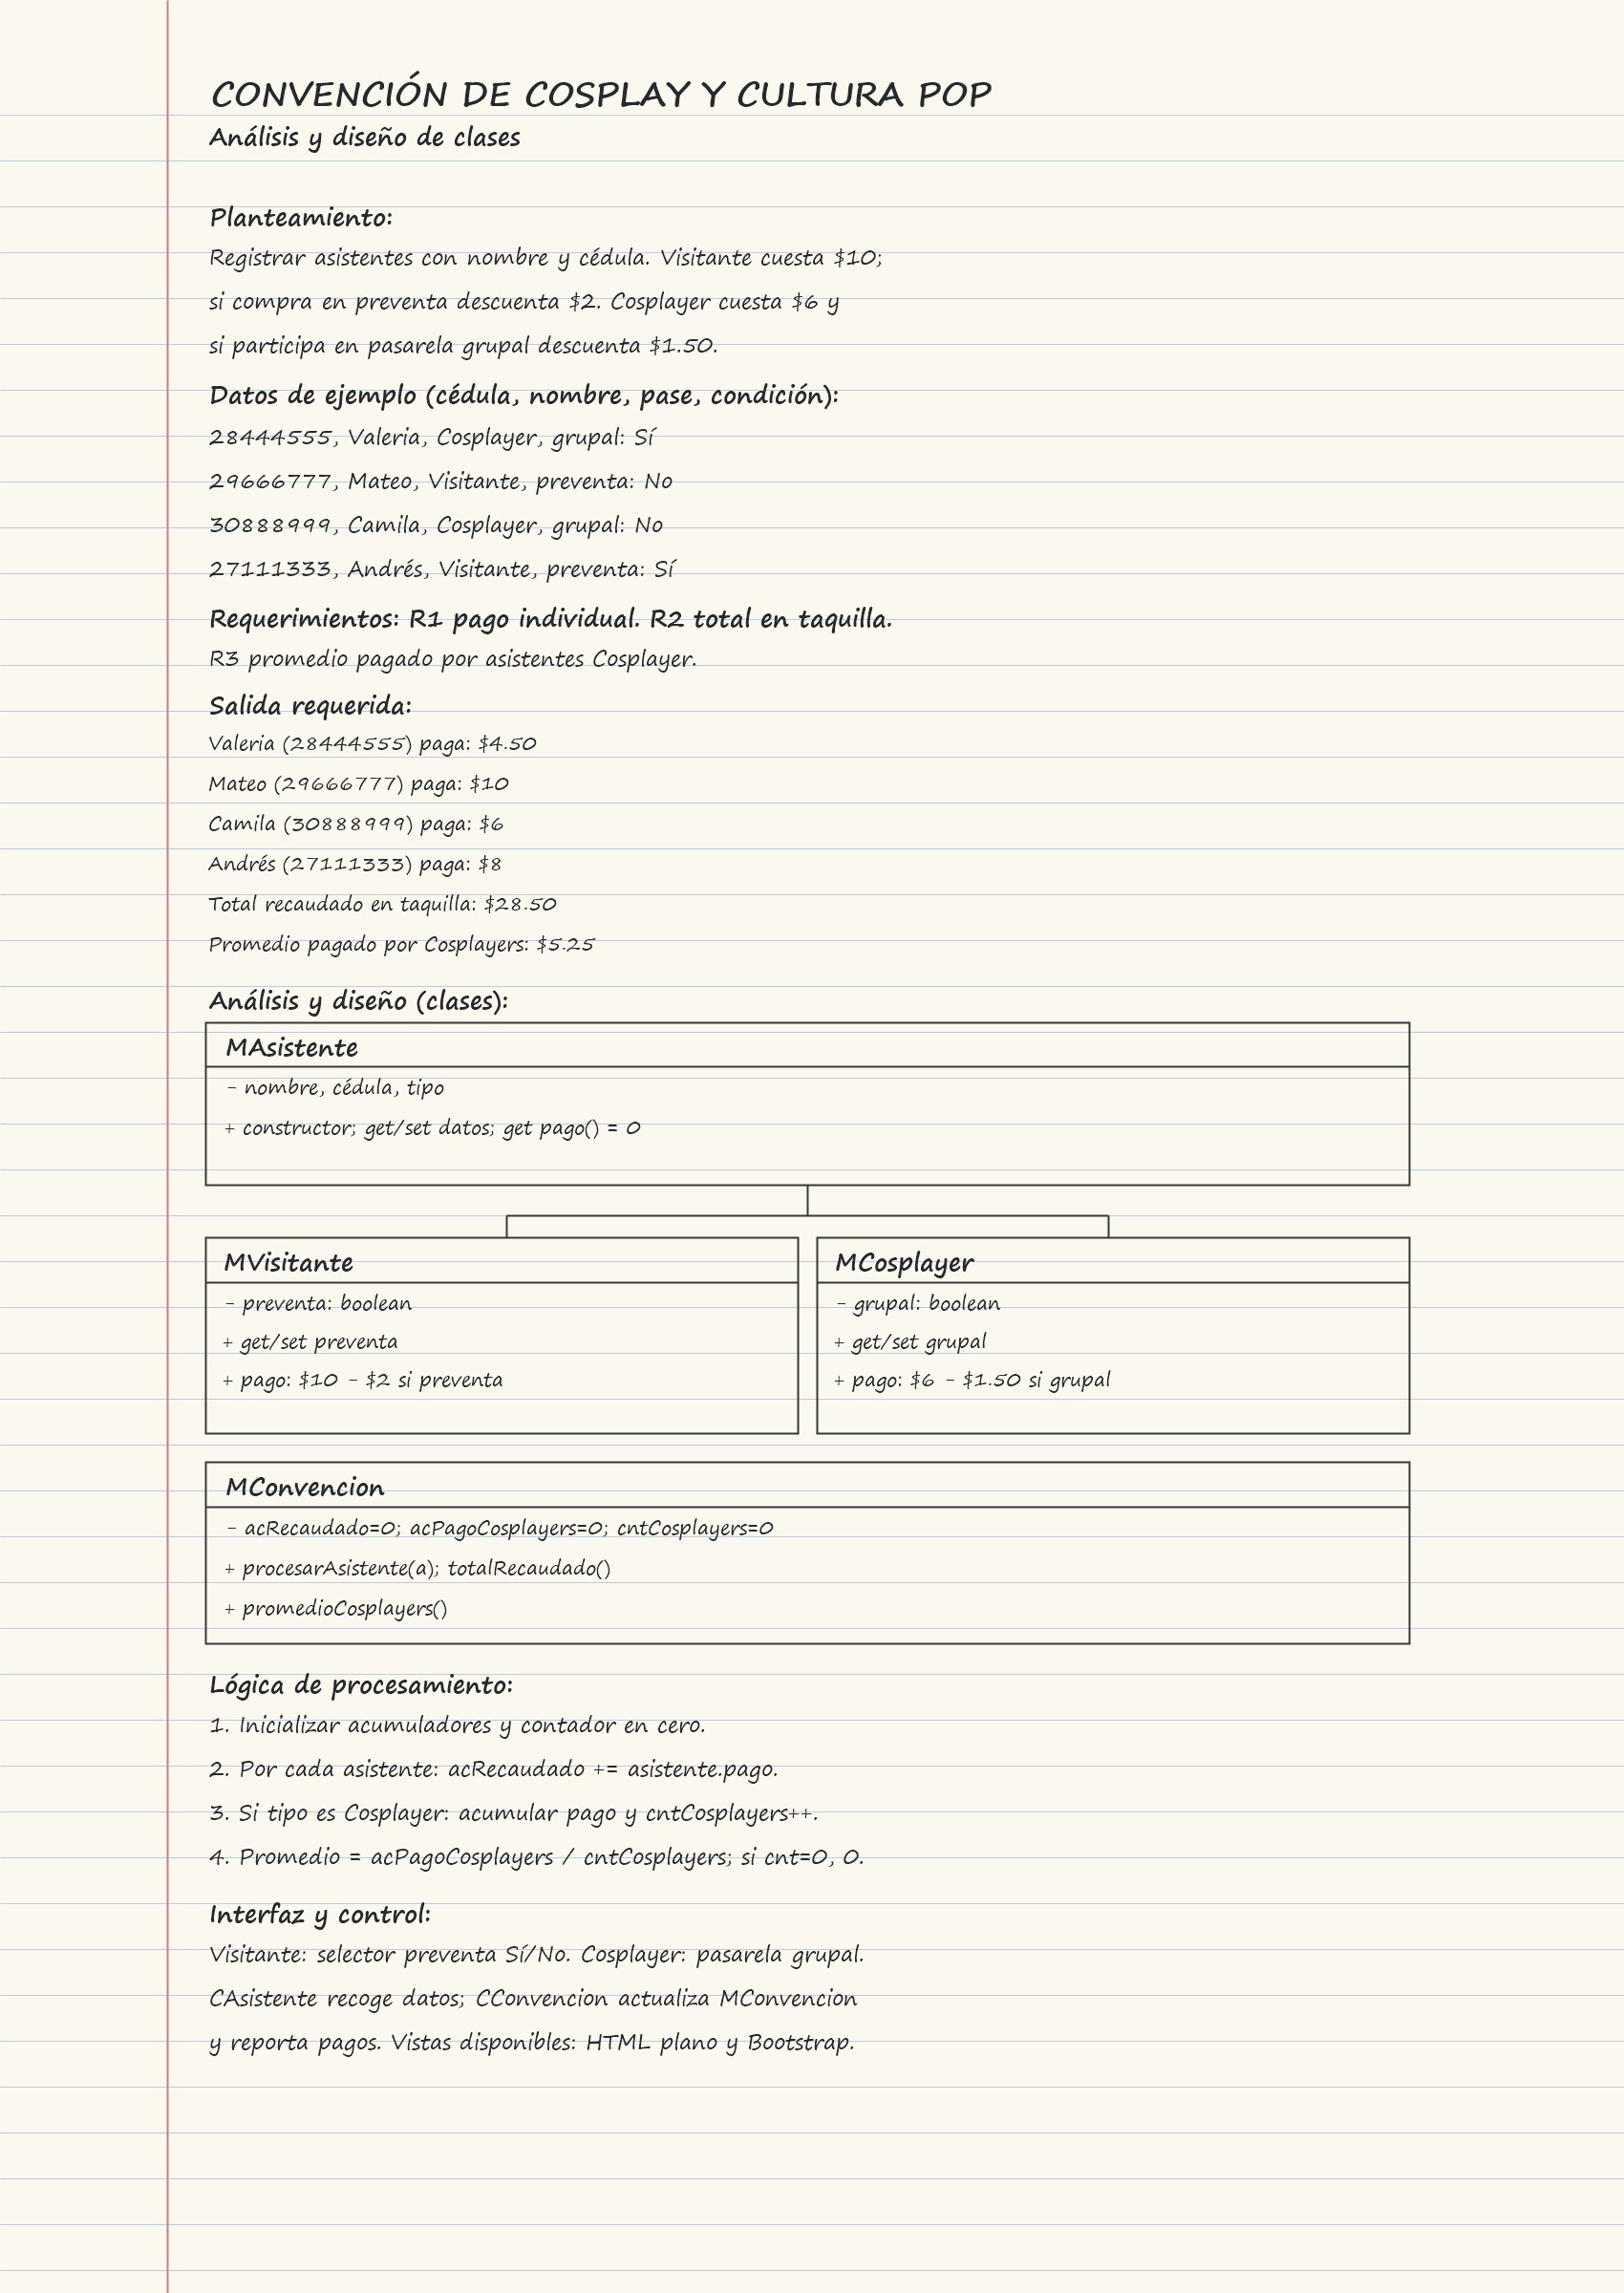 CONVENCIÓN DE COSPLAY Y CULTURA POP
Análisis y diseño de clases
Planteamiento:
Registrar asistentes con nombre y cédula. Visitante cuesta $10;
si compra en preventa descuenta $2. Cosplayer cuesta $6 y
si participa en pasarela grupal descuenta $1.50.
Datos de ejemplo (cédula, nombre, pase, condición):
28444555, Valeria, Cosplayer, grupal: Sí
29666777, Mateo, Visitante, preventa: No
30888999, Camila, Cosplayer, grupal: No
27111333, Andrés, Visitante, preventa: Sí
Requerimientos: R1 pago individual. R2 total en taquilla.
R3 promedio pagado por asistentes Cosplayer.
Salida requerida:
Valeria (28444555) paga: $4.50
Mateo (29666777) paga: $10
Camila (30888999) paga: $6
Andrés (27111333) paga: $8
Total recaudado en taquilla: $28.50
Promedio pagado por Cosplayers: $5.25
Análisis y diseño (clases):
MAsistente
- nombre, cédula, tipo
+ constructor; get/set datos; get pago() = 0
MVisitante
- preventa: boolean
+ get/set preventa
+ pago: $10 - $2 si preventa
MCosplayer
- grupal: boolean
+ get/set grupal
+ pago: $6 - $1.50 si grupal
MConvencion
- acRecaudado=0; acPagoCosplayers=0; cntCosplayers=0
+ procesarAsistente(a); totalRecaudado()
+ promedioCosplayers()
Lógica de procesamiento:
1. Inicializar acumuladores y contador en cero.
2. Por cada asistente: acRecaudado += asistente.pago.
3. Si tipo es Cosplayer: acumular pago y cntCosplayers++.
4. Promedio = acPagoCosplayers / cntCosplayers; si cnt=0, 0.
Interfaz y control:
Visitante: selector preventa Sí/No. Cosplayer: pasarela grupal.
CAsistente recoge datos; CConvencion actualiza MConvencion
y reporta pagos. Vistas disponibles: HTML plano y Bootstrap.